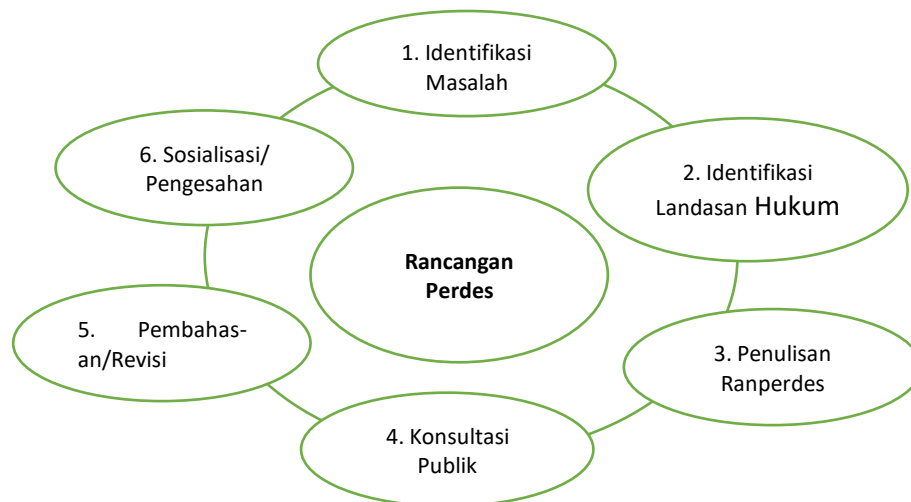 1. Identifikasi
Masalah
2. Identifikasi
Landasan Hukum
3. Penulisan
Ranperdes
4. Konsultasi
Publik
5. Pembahas-
an/Revisi
6. Sosialisasi/
Pengesahan
Rancangan
Perdes